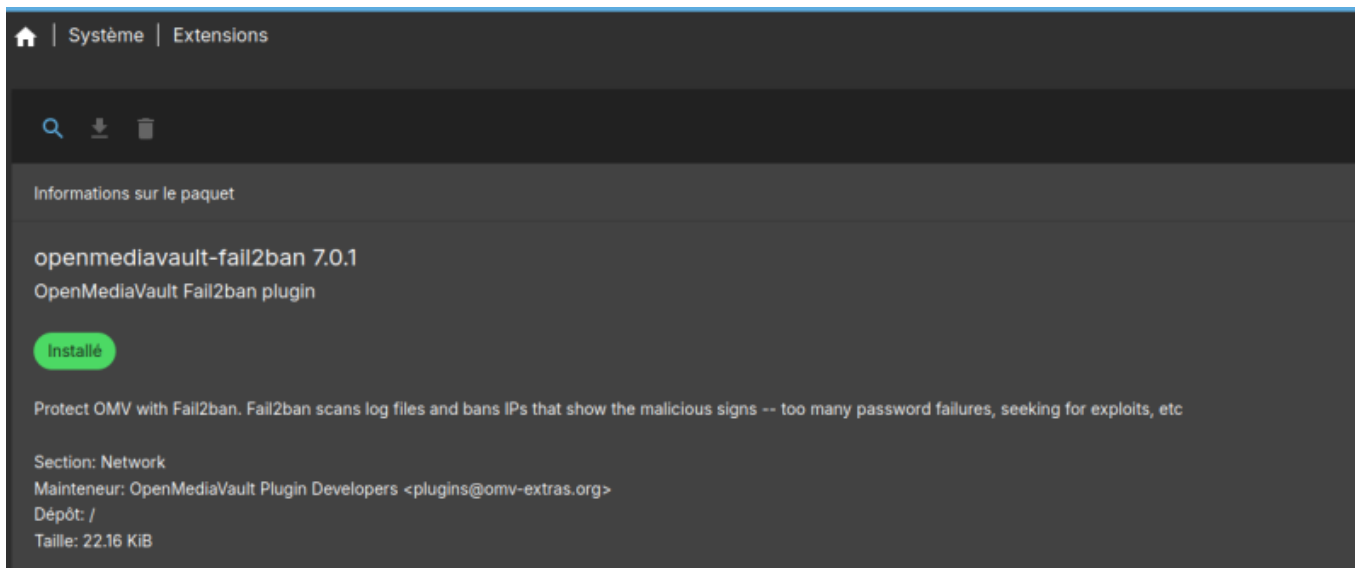 | Système | Extensions
Informations sur le paquet
openmediavault-fail2ban 7.0.1
OpenMediaVault Fail2ban plugin
Installé
Protect OMV with Fail2ban. Fail2ban scans log files and bans IPs that show the malicious signs -- too many password failures, seeking for exploits, etc
Section: Network
Mainteneur: OpenMediaVault Plugin Developers <plugins@omv-extras.org>
Dépôt: /
Taille: 22.16 KiB